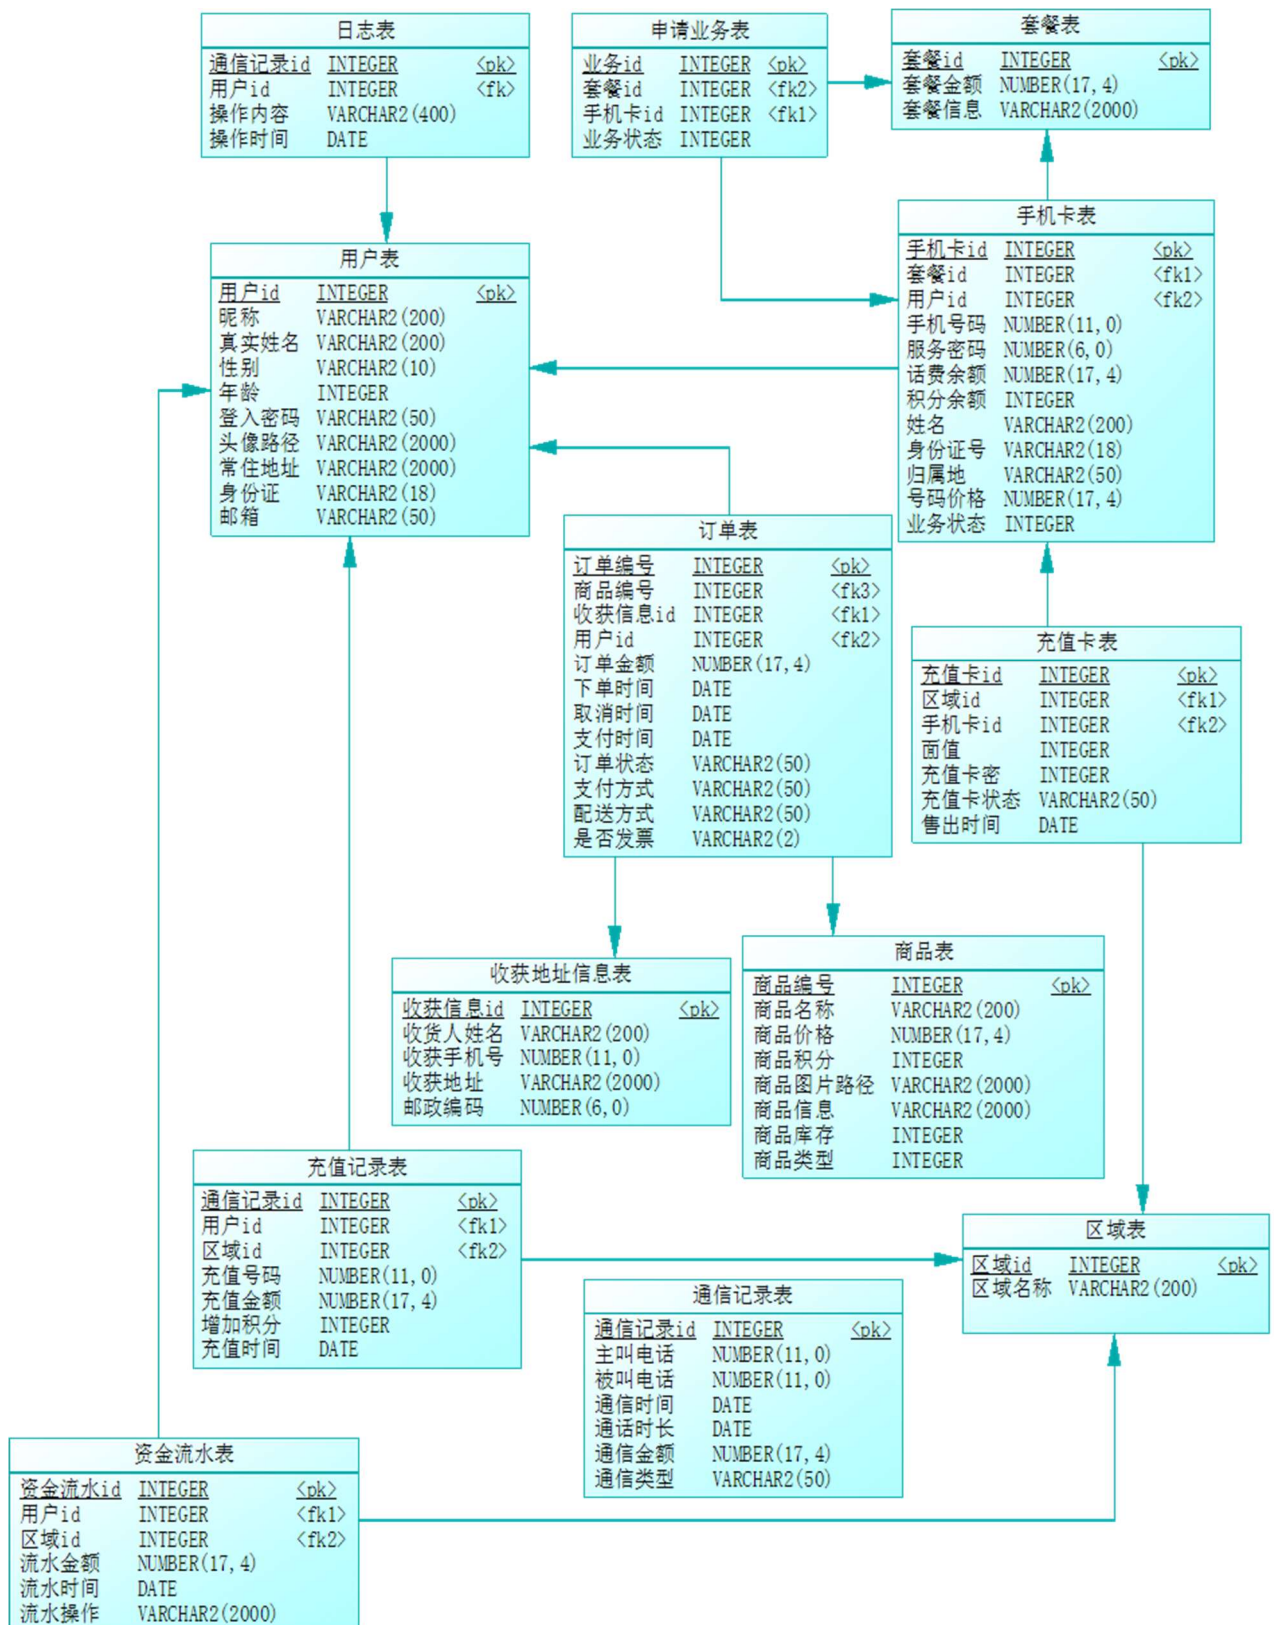 日志表
通信记录id INTEGER <pk>
用户id INTEGER <fk>
操作内容 VARCHAR2(400)
操作时间 DATE
申请业务表
业务id INTEGER <pk>
套餐id INTEGER <fk2>
手机卡id INTEGER <fk1>
业务状态 INTEGER
套餐表
套餐id INTEGER <pk>
套餐金额 NUMBER(17,4)
套餐信息 VARCHAR2(2000)
用户表
用户id INTEGER <pk>
昵称 VARCHAR2(200)
真实姓名 VARCHAR2(200)
性别 VARCHAR2(10)
年龄 INTEGER
登入密码 VARCHAR2(50)
头像路径 VARCHAR2(2000)
常住地址 VARCHAR2(2000)
身份证 VARCHAR2(18)
邮箱 VARCHAR2(50)
手机卡表
手机卡id INTEGER <pk>
套餐id INTEGER <fk1>
用户id INTEGER <fk2>
手机号码 NUMBER(11,0)
服务密码 NUMBER(6,0)
话费余额 NUMBER(17,4)
积分余额 INTEGER
姓名 VARCHAR2(200)
身份证号 VARCHAR2(18)
归属地 VARCHAR2(50)
号码价格 NUMBER(17,4)
业务状态 INTEGER
订单表
订单编号 INTEGER <pk>
商品编号 INTEGER <fk3>
收获信息id INTEGER <fk1>
用户id INTEGER <fk2>
订单金额 NUMBER(17,4)
下单时间 DATE
取消时间 DATE
支付时间 DATE
订单状态 VARCHAR2(50)
支付方式 VARCHAR2(50)
配送方式 VARCHAR2(50)
是否发票 VARCHAR2(2)
充值卡表
充值卡id INTEGER <pk>
区域id INTEGER <fk1>
手机卡id INTEGER <fk2>
面值 INTEGER
充值卡密 INTEGER
充值卡状态 VARCHAR2(50)
售出时间 DATE
收获地址信息表
收获信息id INTEGER <pk>
收货人姓名 VARCHAR2(200)
收获手机号 NUMBER(11,0)
收获地址 VARCHAR2(2000)
邮政编码 NUMBER(6,0)
商品表
商品编号 INTEGER <pk>
商品名称 VARCHAR2(200)
商品价格 NUMBER(17,4)
商品积分 INTEGER
商品图片路径 VARCHAR2(2000)
商品信息 VARCHAR2(2000)
商品库存 INTEGER
商品类型 INTEGER
充值记录表
通信记录id INTEGER <pk>
用户id INTEGER <fk1>
区域id INTEGER <fk2>
充值号码 NUMBER(11,0)
充值金额 NUMBER(17,4)
增加积分 INTEGER
充值时间 DATE
区域表
区域id INTEGER <pk>
区域名称 VARCHAR2(200)
通信记录表
通信记录id INTEGER <pk>
主叫电话 NUMBER(11,0)
被叫电话 NUMBER(11,0)
通信时间 DATE
通话时长 DATE
通信金额 NUMBER(17,4)
通信类型 VARCHAR2(50)
资金流水表
资金流水id INTEGER <pk>
用户id INTEGER <fk1>
区域id INTEGER <fk2>
流水金额 NUMBER(17,4)
流水时间 DATE
流水操作 VARCHAR2(2000)